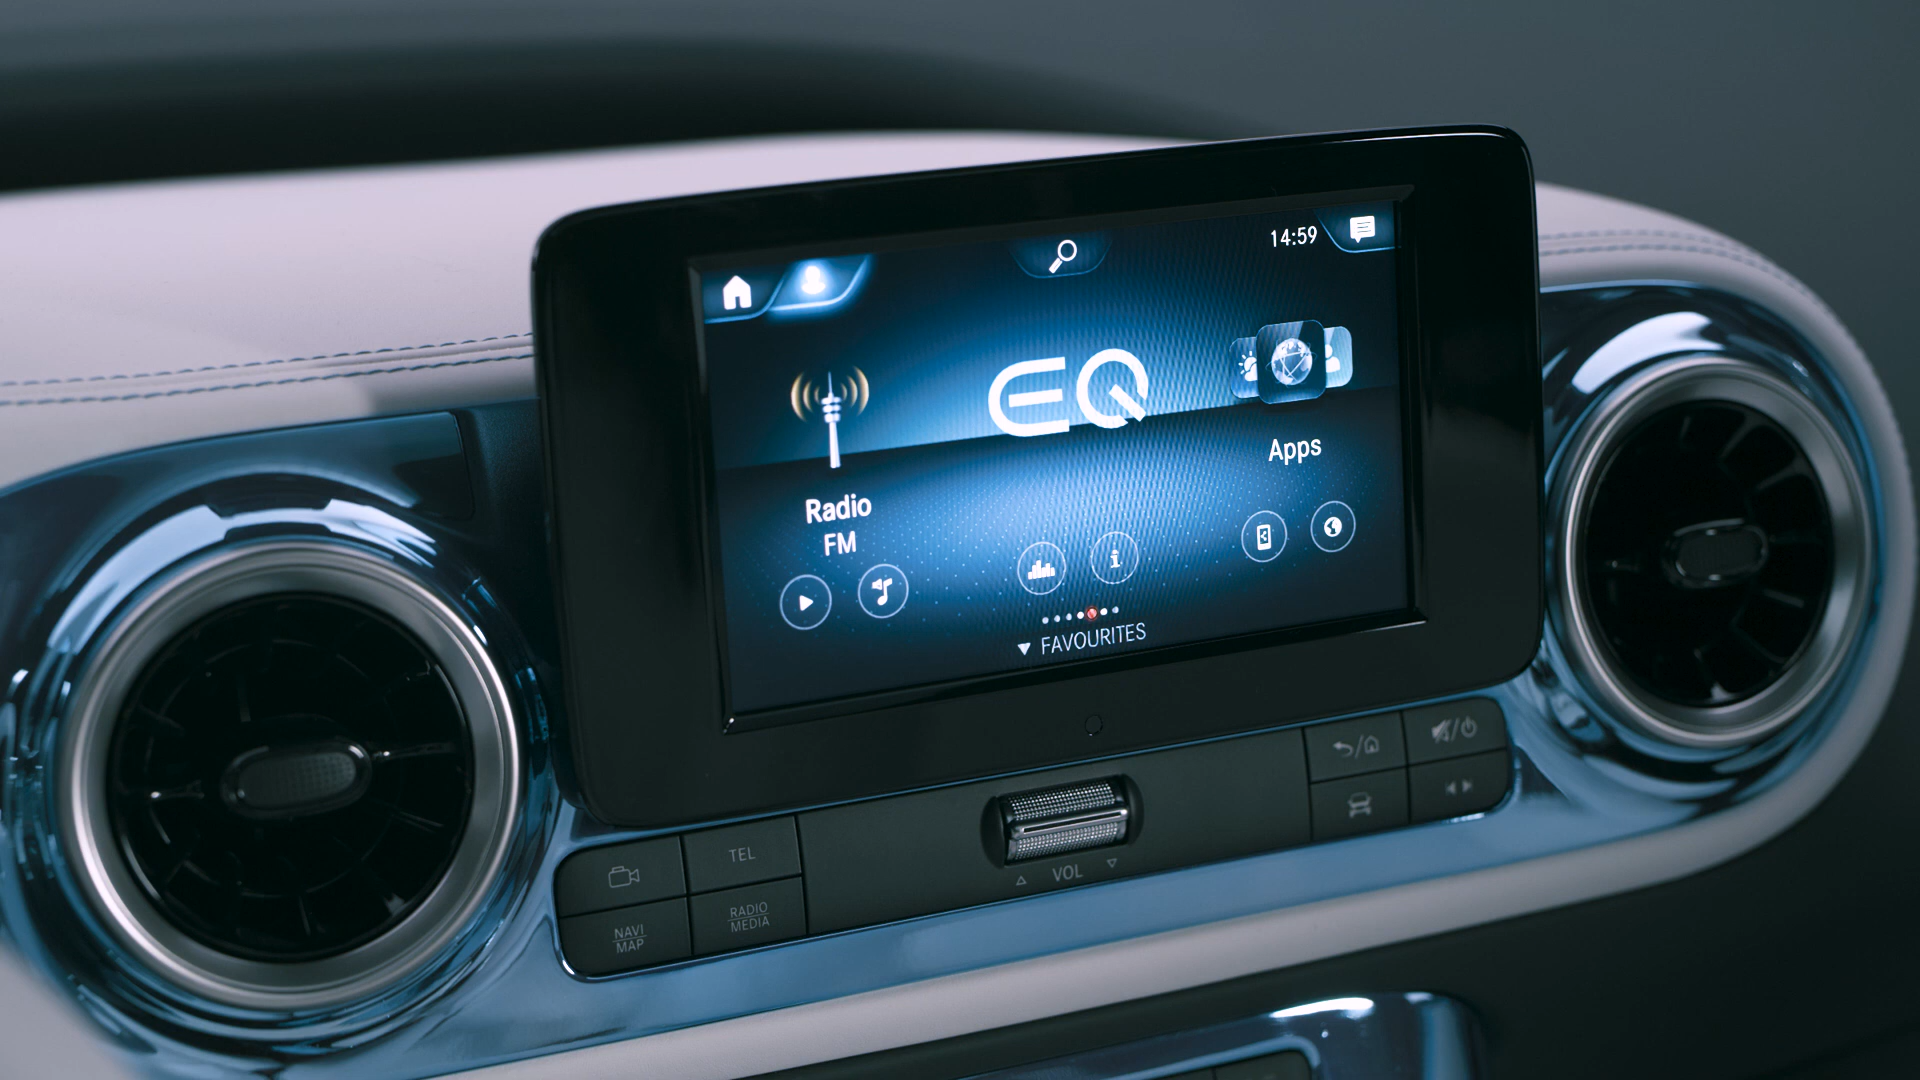 14:59
EQ
Apps
Radio
FM
FAVOURITES
TEL
VOL
NAVI
MAP
RADIO
MEDIA